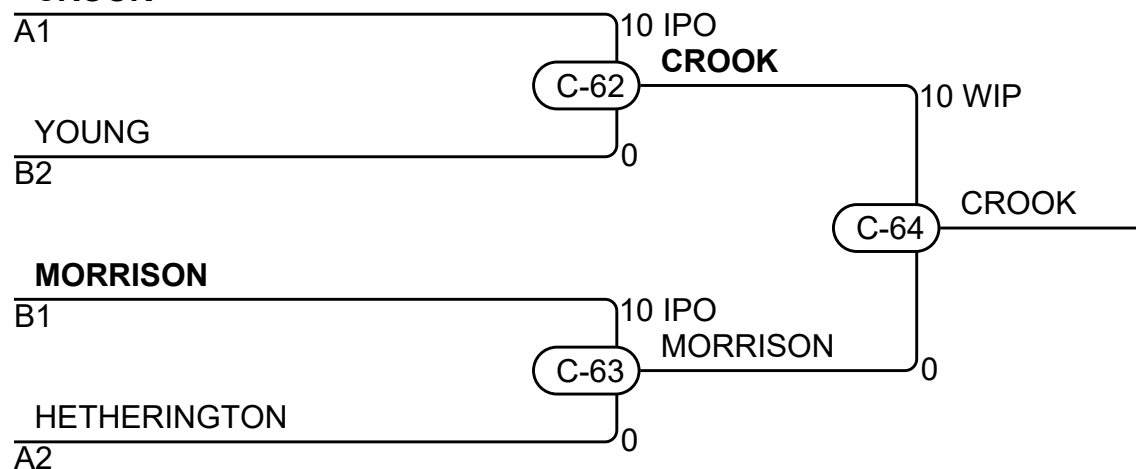 A1
10 IPO
CROOK
C-62
10 WIP
YOUNG
0
B2
CROOK
C-64
MORRISON
B1
10 IPO
MORRISON
C-63
0
HETHERINGTON
0
A2